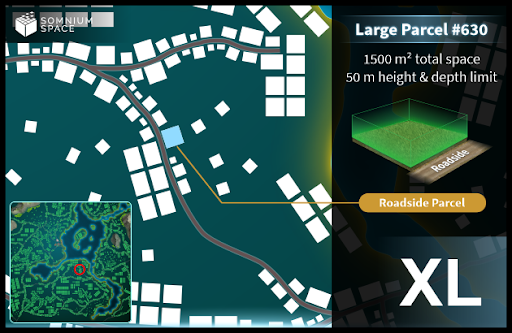 SOMNIUM
SPACE
Large Parcel #630
1500 m² total space
50 m height & depth limit
Roadside
Roadside Parcel
XL